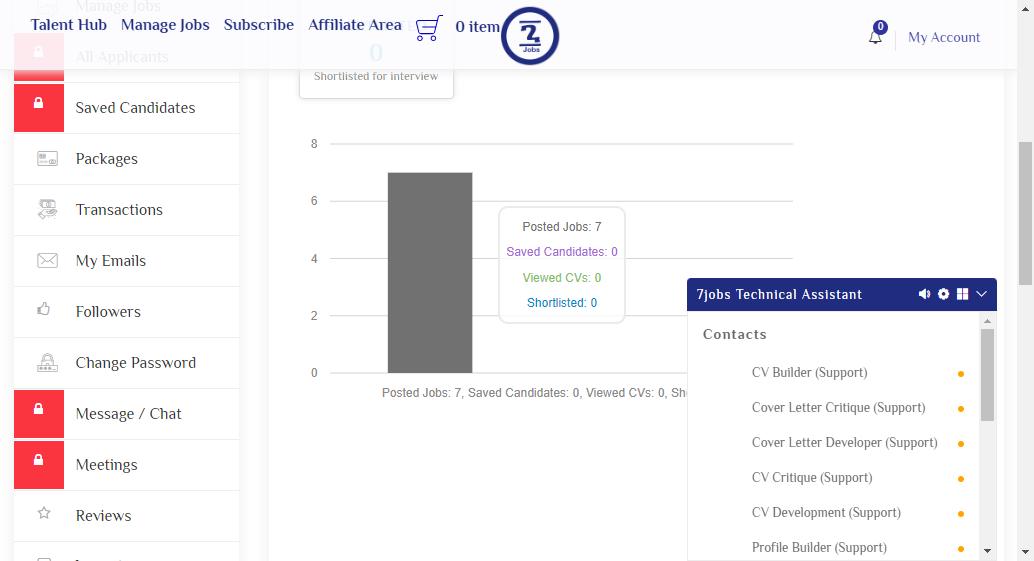 Manage Jobs
Talent Hub Manage Jobs Subscribe Affiliate Area 0 item
Jobs
0
My Account
All Applicants
0
Shortlisted for interview
Saved Candidates
Packages
Transactions
My Emails
Followers
Change Password
Message / Chat
Meetings
Reviews
8
6
4
2
0
Posted Jobs: 7
Saved Candidates: 0
Viewed CVs: 0
Shortlisted: 0
Posted Jobs: 7, Saved Candidates: 0, Viewed CVs: 0, Sh
7jobs Technical Assistant
Contacts
CV Builder (Support)
Cover Letter Critique (Support)
Cover Letter Developer (Support)
CV Critique (Support)
CV Development (Support)
Profile Builder (Support)